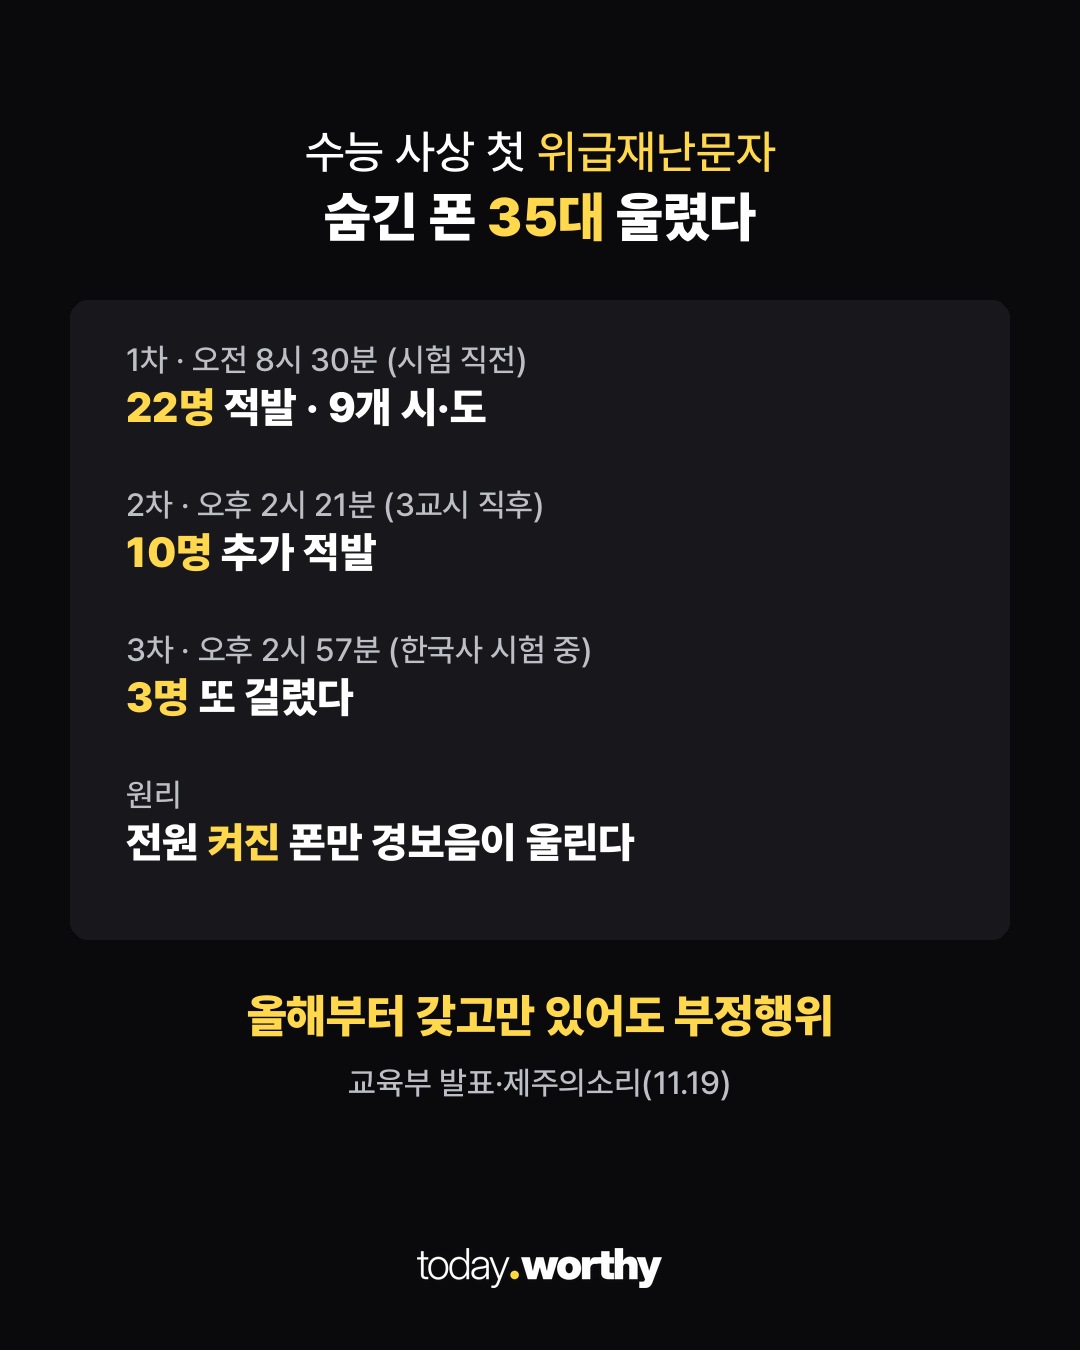 수능 사상 첫 위급재난문자
숨긴 폰 35대 울렸다
1차 · 오전 8시 30분 (시험 직전)
22명 적발 · 9개 시·도
2차 · 오후 2시 21분 (3교시 직후)
10명 추가 적발
3차 · 오후 2시 57분 (한국사 시험 중)
3명 또 걸렸다
원리
전원 켜진 폰만 경보음이 울린다
올해부터 갖고만 있어도 부정행위
교육부 발표·제주의소리(11.19)
today.worthy